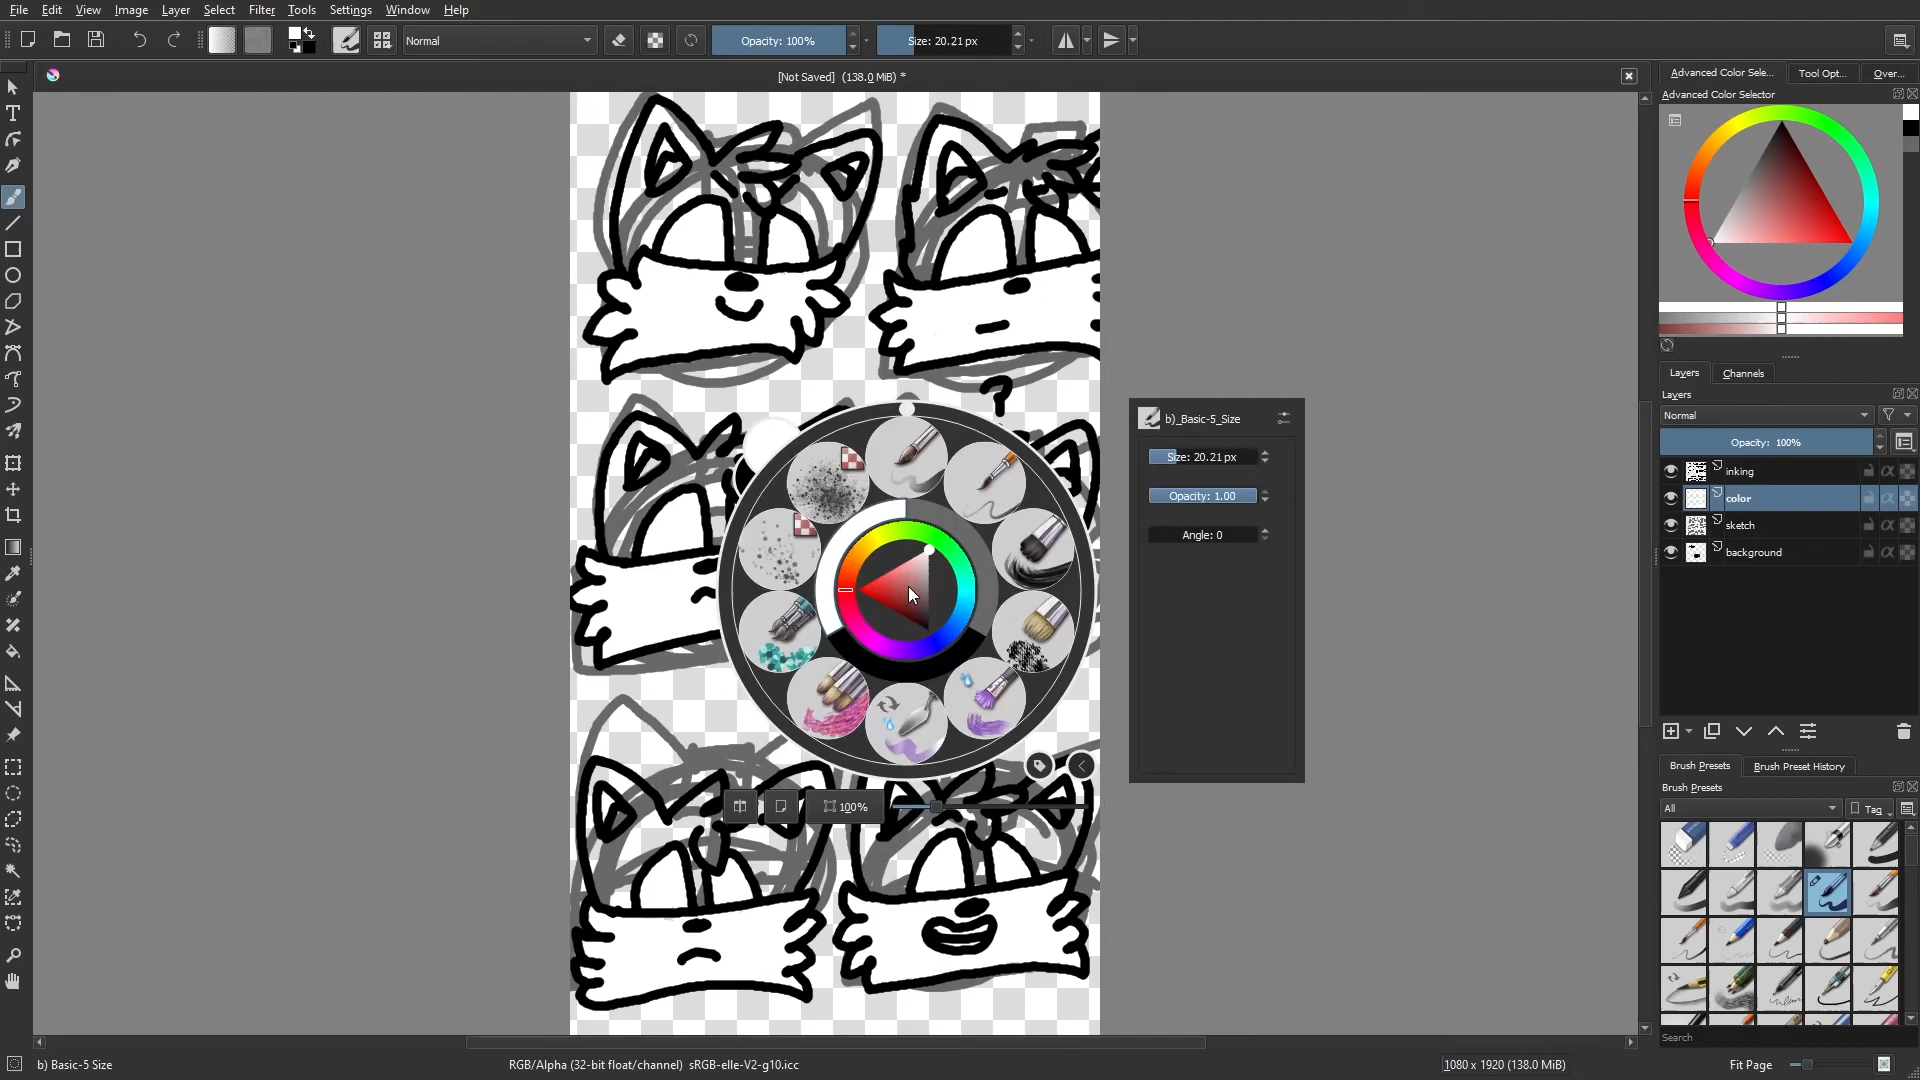 File Edit View Image Layer Select Filter Tools Settings Window Help
Normal
Opacity: 100%
Size: 20.21 px
[Not Saved] (138.0 MiB) *
Advanced Color Sele...
Tool Opt...
Over...
Advanced Color Selector
?
b)_Basic-5_Size
Size: 20.21 px
Opacity: 1.00
Angle: 0
100%
Layers
Channels
Layers
Normal
Opacity: 100%
inking
color
sketch
background
Brush Presets
Brush Preset History
Brush Presets
All
Tag
Search
b) Basic-5 Size
RGB/Alpha (32-bit float/channel) sRGB-elle-V2-g10.icc
1080 x 1920 (138.0 MiB)
Fit Page